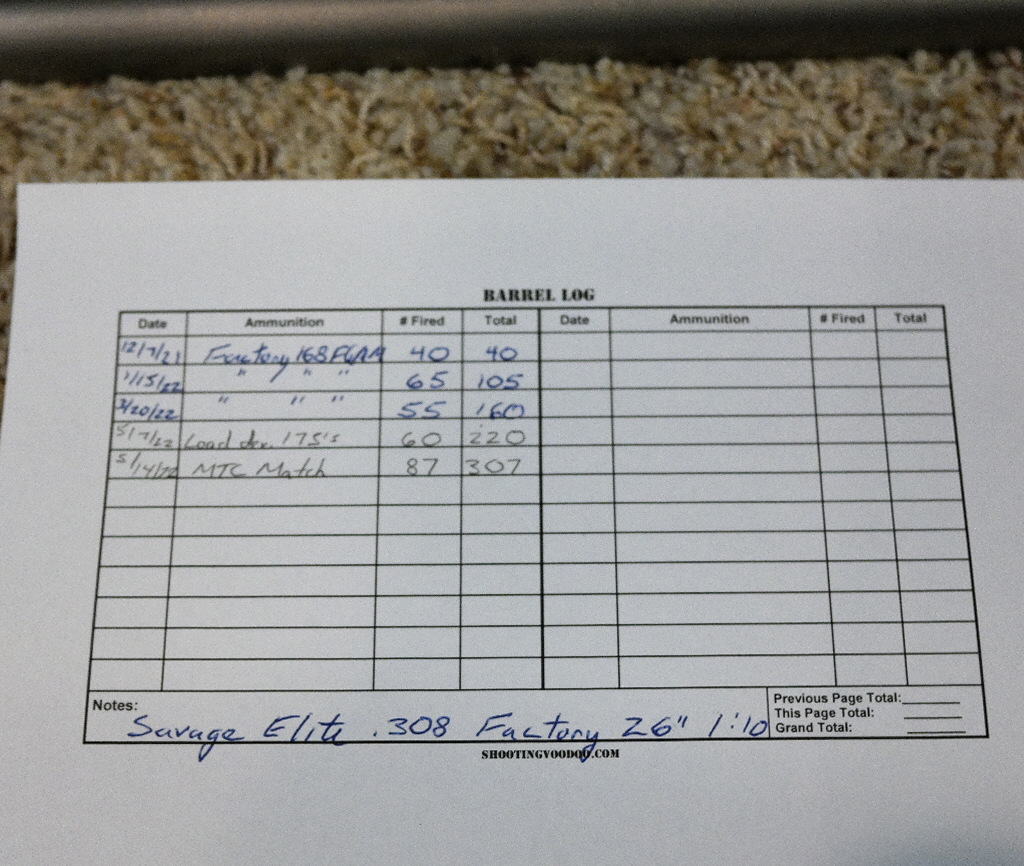 BARREL LOG
Date Ammunition # Fired Total Date Ammunition # Fired Total
12/7/21 Factory 168 FGMM 40 40
1/15/22 " " " 65 105
3/20/22 " " " 55 160
5/7/22 Load dev. 175's 60 220
5/14/22 MTC Match 87 307
Notes:
Savage Elite .308 Factory 26" 1:10
Previous Page Total:
This Page Total:
Grand Total:
SHOOTINGVOODOO.COM